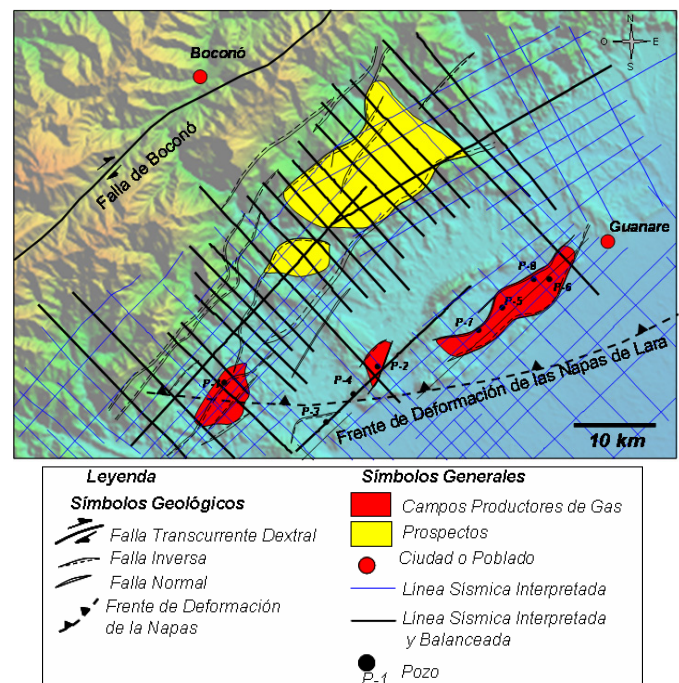 N
O
E
S
Boconó
Falla de Boconó
Guanare
P-8
P-6
P-5
P-7
P-2
P-4
P-1
P-3
Frente de Deformación de las Napas de Lara
10 km
Leyenda
Símbolos Geológicos
Falla Transcurrente Dextral
Falla Inversa
Falla Normal
Frente de Deformación
de la Napas
Símbolos Generales
Campos Productores de Gas
Prospectos
Ciudad o Poblado
Línea Sísmica Interpretada
Línea Sísmica Interpretada
y Balanceada
P-1 Pozo